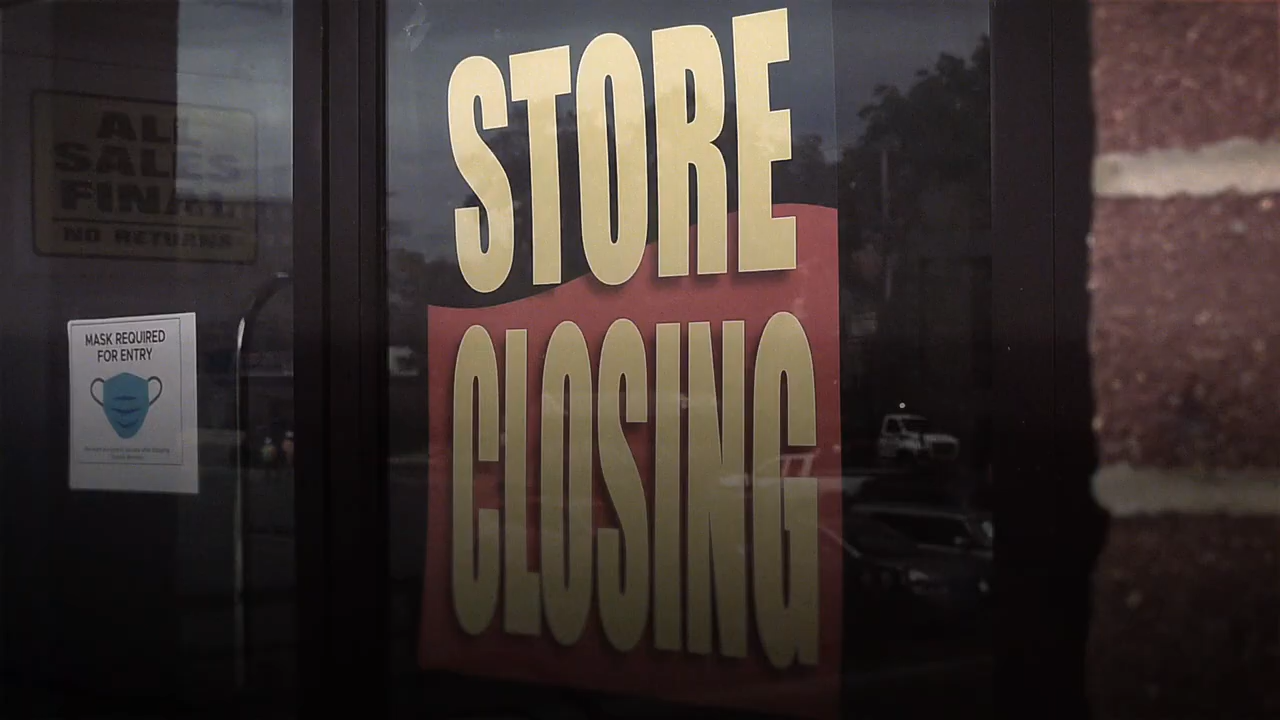 ALL
SALES
FINAL
NO RETURNS
MASK REQUIRED
FOR ENTRY
STORE
CLOSING